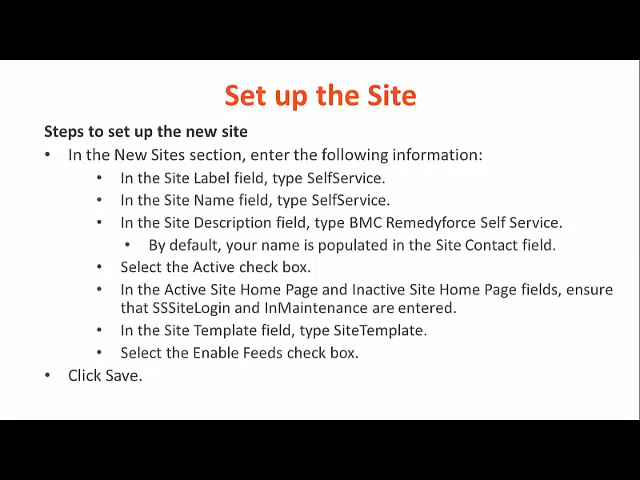 Set up the Site
Steps to set up the new site
• In the New Sites section, enter the following information:
• In the Site Label field, type SelfService.
• In the Site Name field, type SelfService.
• In the Site Description field, type BMC Remedyforce Self Service.
• By default, your name is populated in the Site Contact field.
• Select the Active check box.
• In the Active Site Home Page and Inactive Site Home Page fields, ensure
that SSSiteLogin and InMaintenance are entered.
• In the Site Template field, type SiteTemplate.
• Select the Enable Feeds check box.
• Click Save.